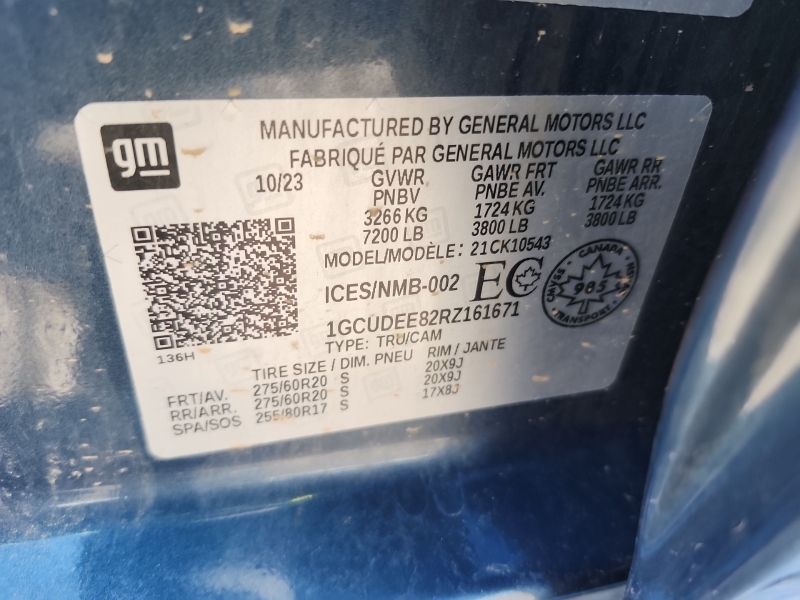 gm
MANUFACTURED BY GENERAL MOTORS LLC
FABRIQUÉ PAR GENERAL MOTORS LLC
10/23
GVWR GAWR FRT GAWR RR
PNBV PNBE AV. PNBE ARR.
3266 KG 1724 KG 1724 KG
7200 LB 3800 LB 3800 LB
MODEL/MODÈLE: 21CK10543
ICES/NMB-002 EC
CANADA
CMVSS 985 NSV
TRANSPORT
1GCUDEE82RZ161671
TYPE: TRU/CAM
136H
TIRE SIZE / DIM. PNEU RIM / JANTE
FRT/AV. 275/60R20 S 20X9J
RR/ARR. 275/60R20 S 20X9J
SPA/SOS 255/80R17 S 17X8J